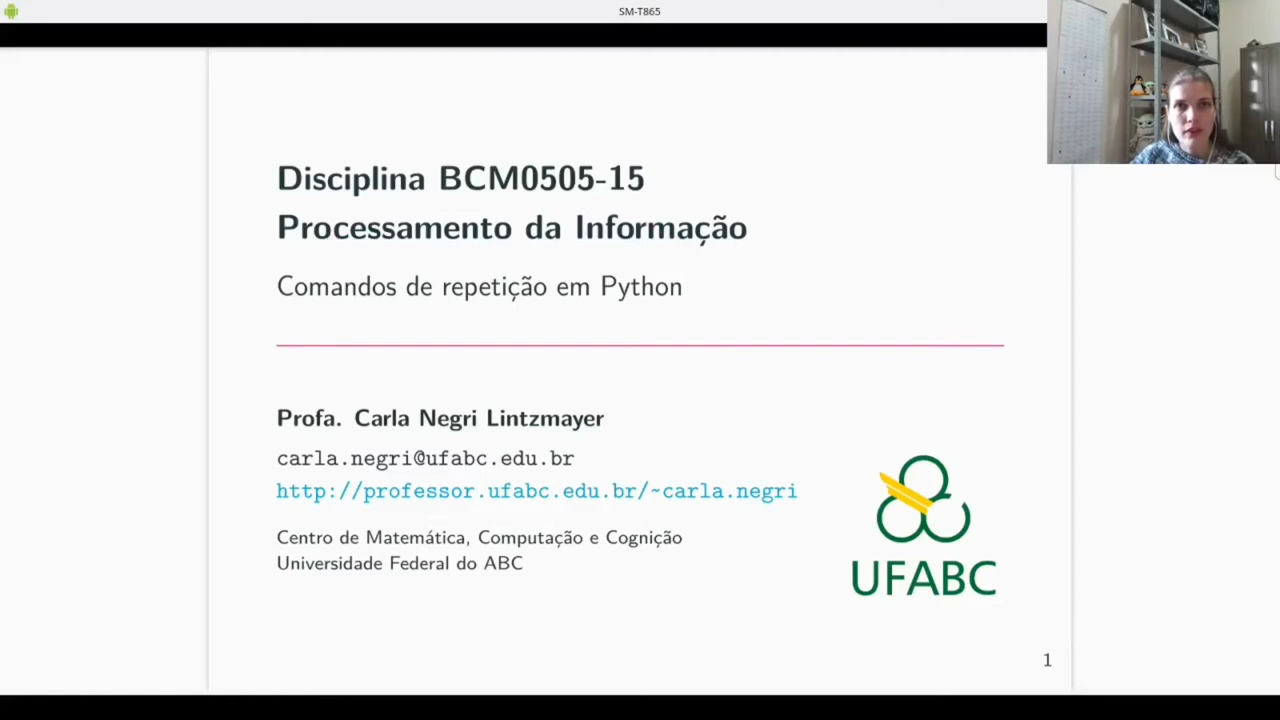 SM-T865
Disciplina BCM0505-15
Processamento da Informação
Comandos de repetição em Python
Profa. Carla Negri Lintzmayer
carla.negri@ufabc.edu.br
http://professor.ufabc.edu.br/~carla.negri
Centro de Matemática, Computação e Cognição
Universidade Federal do ABC
UFABC
1